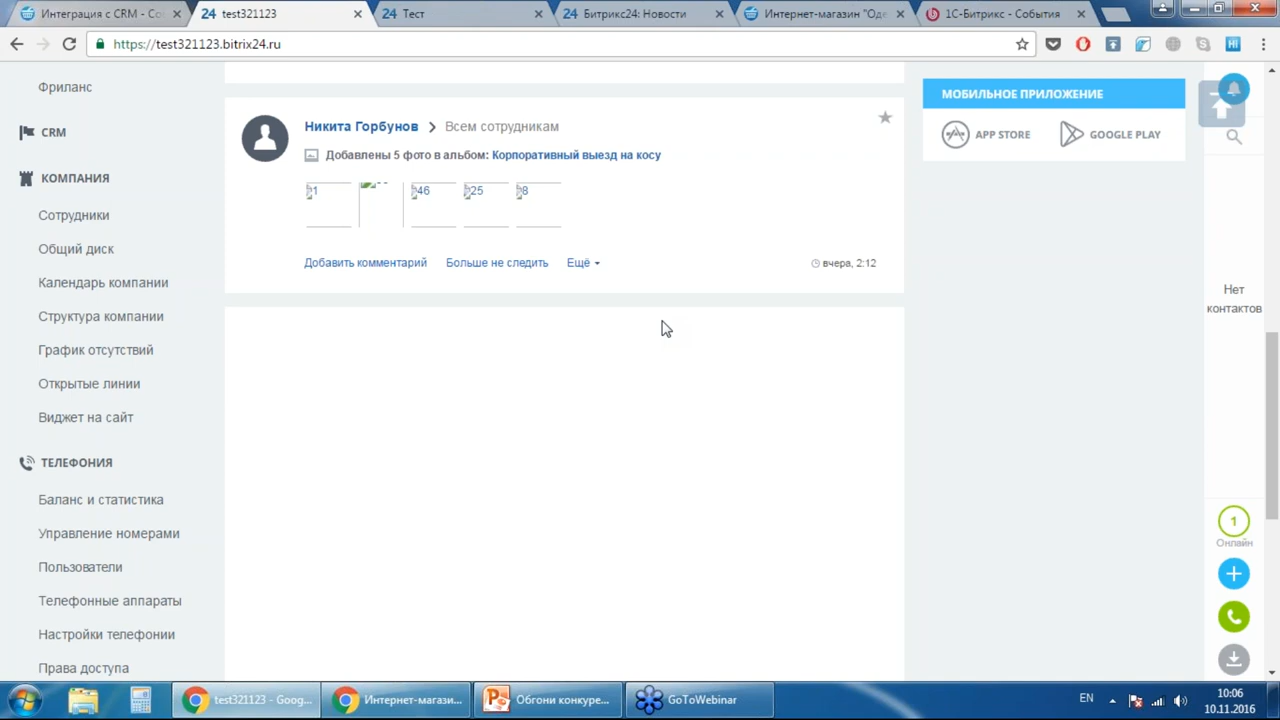 Интеграция с CRM - Со
test321123
Тест
Битрикс24: Новости
Интернет-магазин "Оде
1С-Битрикс - События
https://test321123.bitrix24.ru
Фриланс
CRM
КОМПАНИЯ
Сотрудники
Общий диск
Календарь компании
Структура компании
График отсутствий
Открытые линии
Виджет на сайт
ТЕЛЕФОНИЯ
Баланс и статистика
Управление номерами
Пользователи
Телефонные аппараты
Настройки телефонии
Права доступа
Никита Горбунов > Всем сотрудникам
Добавлены 5 фото в альбом: Корпоративный выезд на косу
1 46 25 8
Добавить комментарий Больше не следить Ещё
вчера, 2:12
МОБИЛЬНОЕ ПРИЛОЖЕНИЕ
APP STORE GOOGLE PLAY
Нет
контактов
1
Онлайн
test321123 - Goog...
Интернет-магази...
Обгони конкуре...
GoToWebinar
EN
10:06
10.11.2016